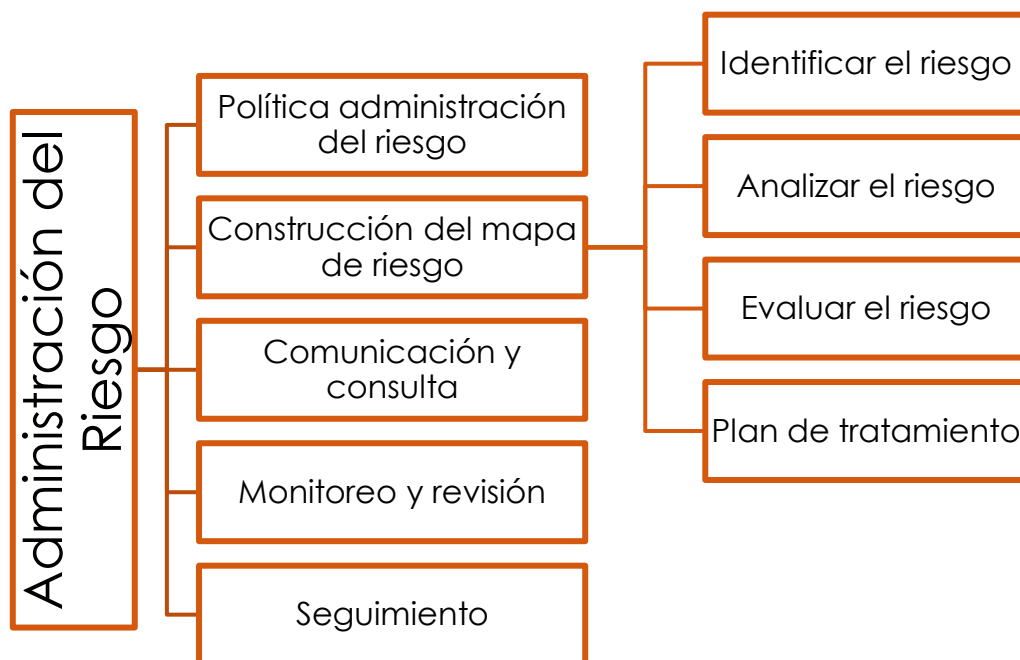 Administración del
Riesgo
Política administración
del riesgo
Construcción del mapa
de riesgo
Comunicación y
consulta
Monitoreo y revisión
Seguimiento
Identificar el riesgo
Analizar el riesgo
Evaluar el riesgo
Plan de tratamiento